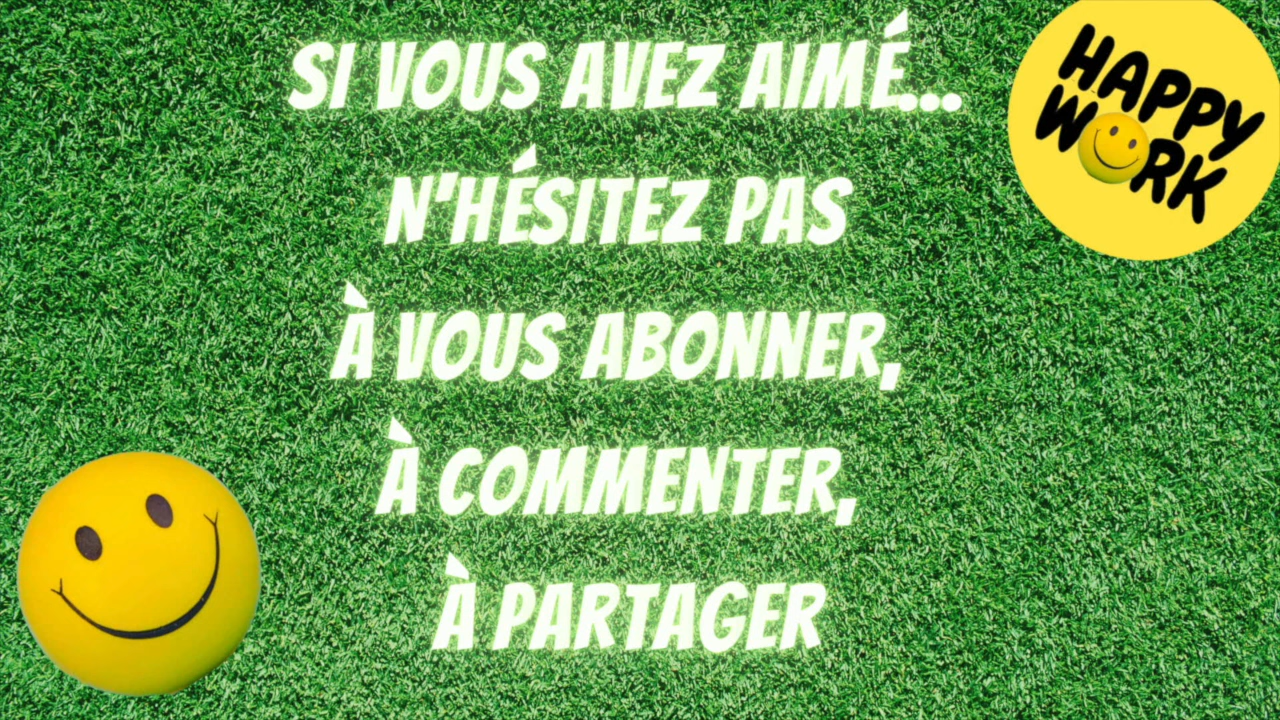 SI VOUS AVEZ AIMÉ...
N'HÉSITEZ PAS
À VOUS ABONNER,
À COMMENTER,
À PARTAGER
HAPPY
WORK